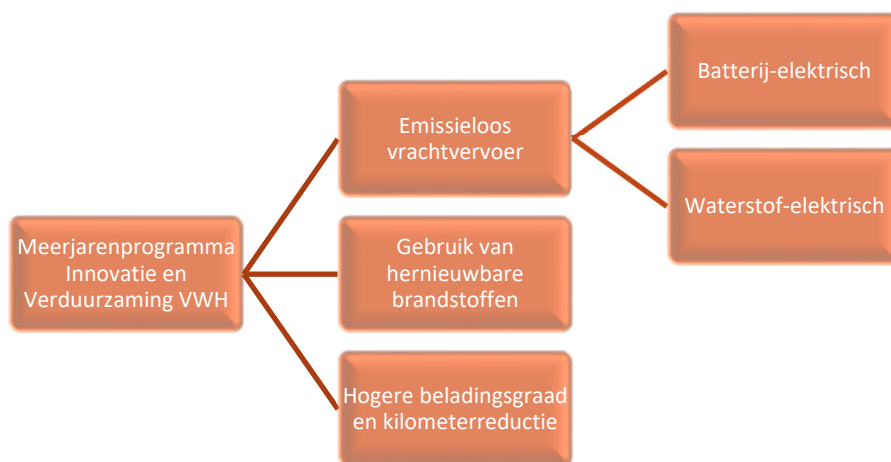 Meerjarenprogramma
Innovatie en
Verduurzaming VWH
Emissieloos
vrachtvervoer
Batterij-elektrisch
Waterstof-elektrisch
Gebruik van
hernieuwbare
brandstoffen
Hogere beladingsgraad
en kilometerreductie